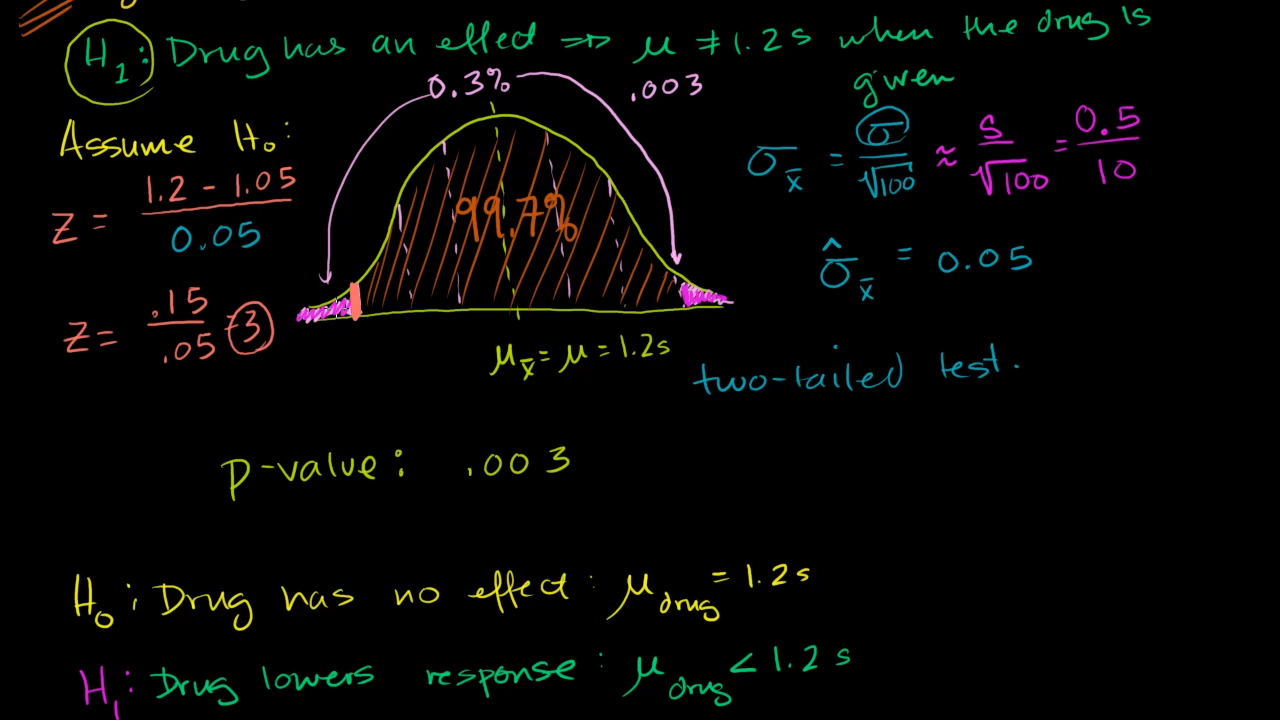 H₁: Drug has an effect ⇒ μ ≠ 1.2 s when the drug is
given
0.3%
.003
Assume H₀:
σ_x̄ = σ/√100 ≈ s/√100 = 0.5/10
z = (1.2 - 1.05)/0.05
99.7%
σ̂_x̄ = 0.05
z = .15/.05 = 3
μ_x̄ = μ = 1.2s
two-tailed test.
P-value: .003
H₀: Drug has no effect: μ_drug = 1.2 s
H₁: Drug lowers response: μ_drug < 1.2 s